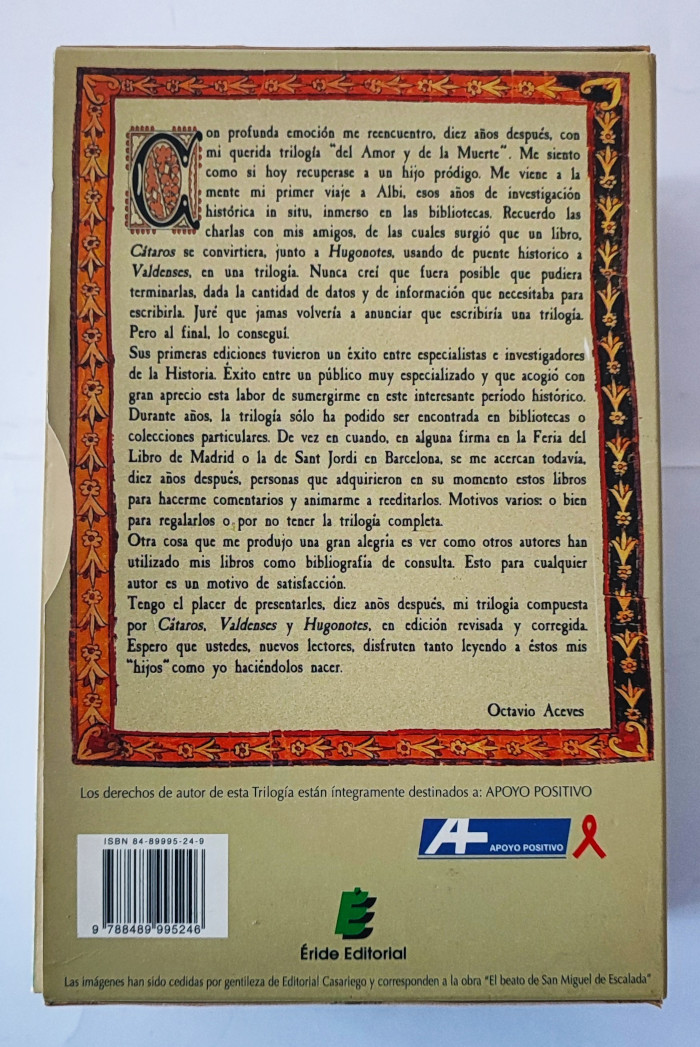 Con profunda emoción me reencuentro, diez años después, con
mi querida trilogía "del Amor y de la Muerte". Me siento
como si hoy recuperase a un hijo pródigo. Me viene a la
mente mi primer viaje a Albi, esos años de investigación
histórica in situ, inmerso en las bibliotecas. Recuerdo las
charlas con mis amigos, de las cuales surgió que un libro,
Cátaros se convirtiera, junto a Hugonotes, usando de puente historico a
Valdenses, en una trilogía. Nunca creí que fuera posible que pudiera
terminarlas, dada la cantidad de datos y de información que necesitaba para
escribirla. Juré que jamas volvería a anunciar que escribiría una trilogía.
Pero al final, lo conseguí.
Sus primeras ediciones tuvieron un éxito entre especialistas e investigadores
de la Historia. Éxito entre un público muy especializado y que acogió con
gran aprecio esta labor de sumergirme en este interesante período histórico.
Durante años, la trilogía sólo ha podido ser encontrada en bibliotecas o
colecciones particulares. De vez en cuando, en alguna firma en la Feria del
Libro de Madrid o la de Sant Jordi en Barcelona, se me acercan todavía,
diez años después, personas que adquirieron en su momento estos libros
para hacerme comentarios y animarme a reeditarlos. Motivos varios: o bien
para regalarlos o por no tener la trilogía completa.
Otra cosa que me produjo una gran alegría es ver como otros autores han
utilizado mis libros como bibliografía de consulta. Esto para cualquier
autor es un motivo de satisfacción.
Tengo el placer de presentarles, diez anõs después, mi trilogía compuesta
por Cátaros, Valdenses y Hugonotes, en edición revisada y corregida.
Espero que ustedes, nuevos lectores, disfruten tanto leyendo a éstos mis
"hijos" como yo haciéndolos nacer.
Octavio Aceves
Los derechos de autor de esta Trilogía están íntegramente destinados a: APOYO POSITIVO
ISBN 84-89995-24-9
9 788489 995246
A+
APOYO POSITIVO
É
Éride Editorial
Las imágenes han sido cedidas por gentileza de Editorial Casariego y corresponden a la obra "El beato de San Miguel de Escalada"